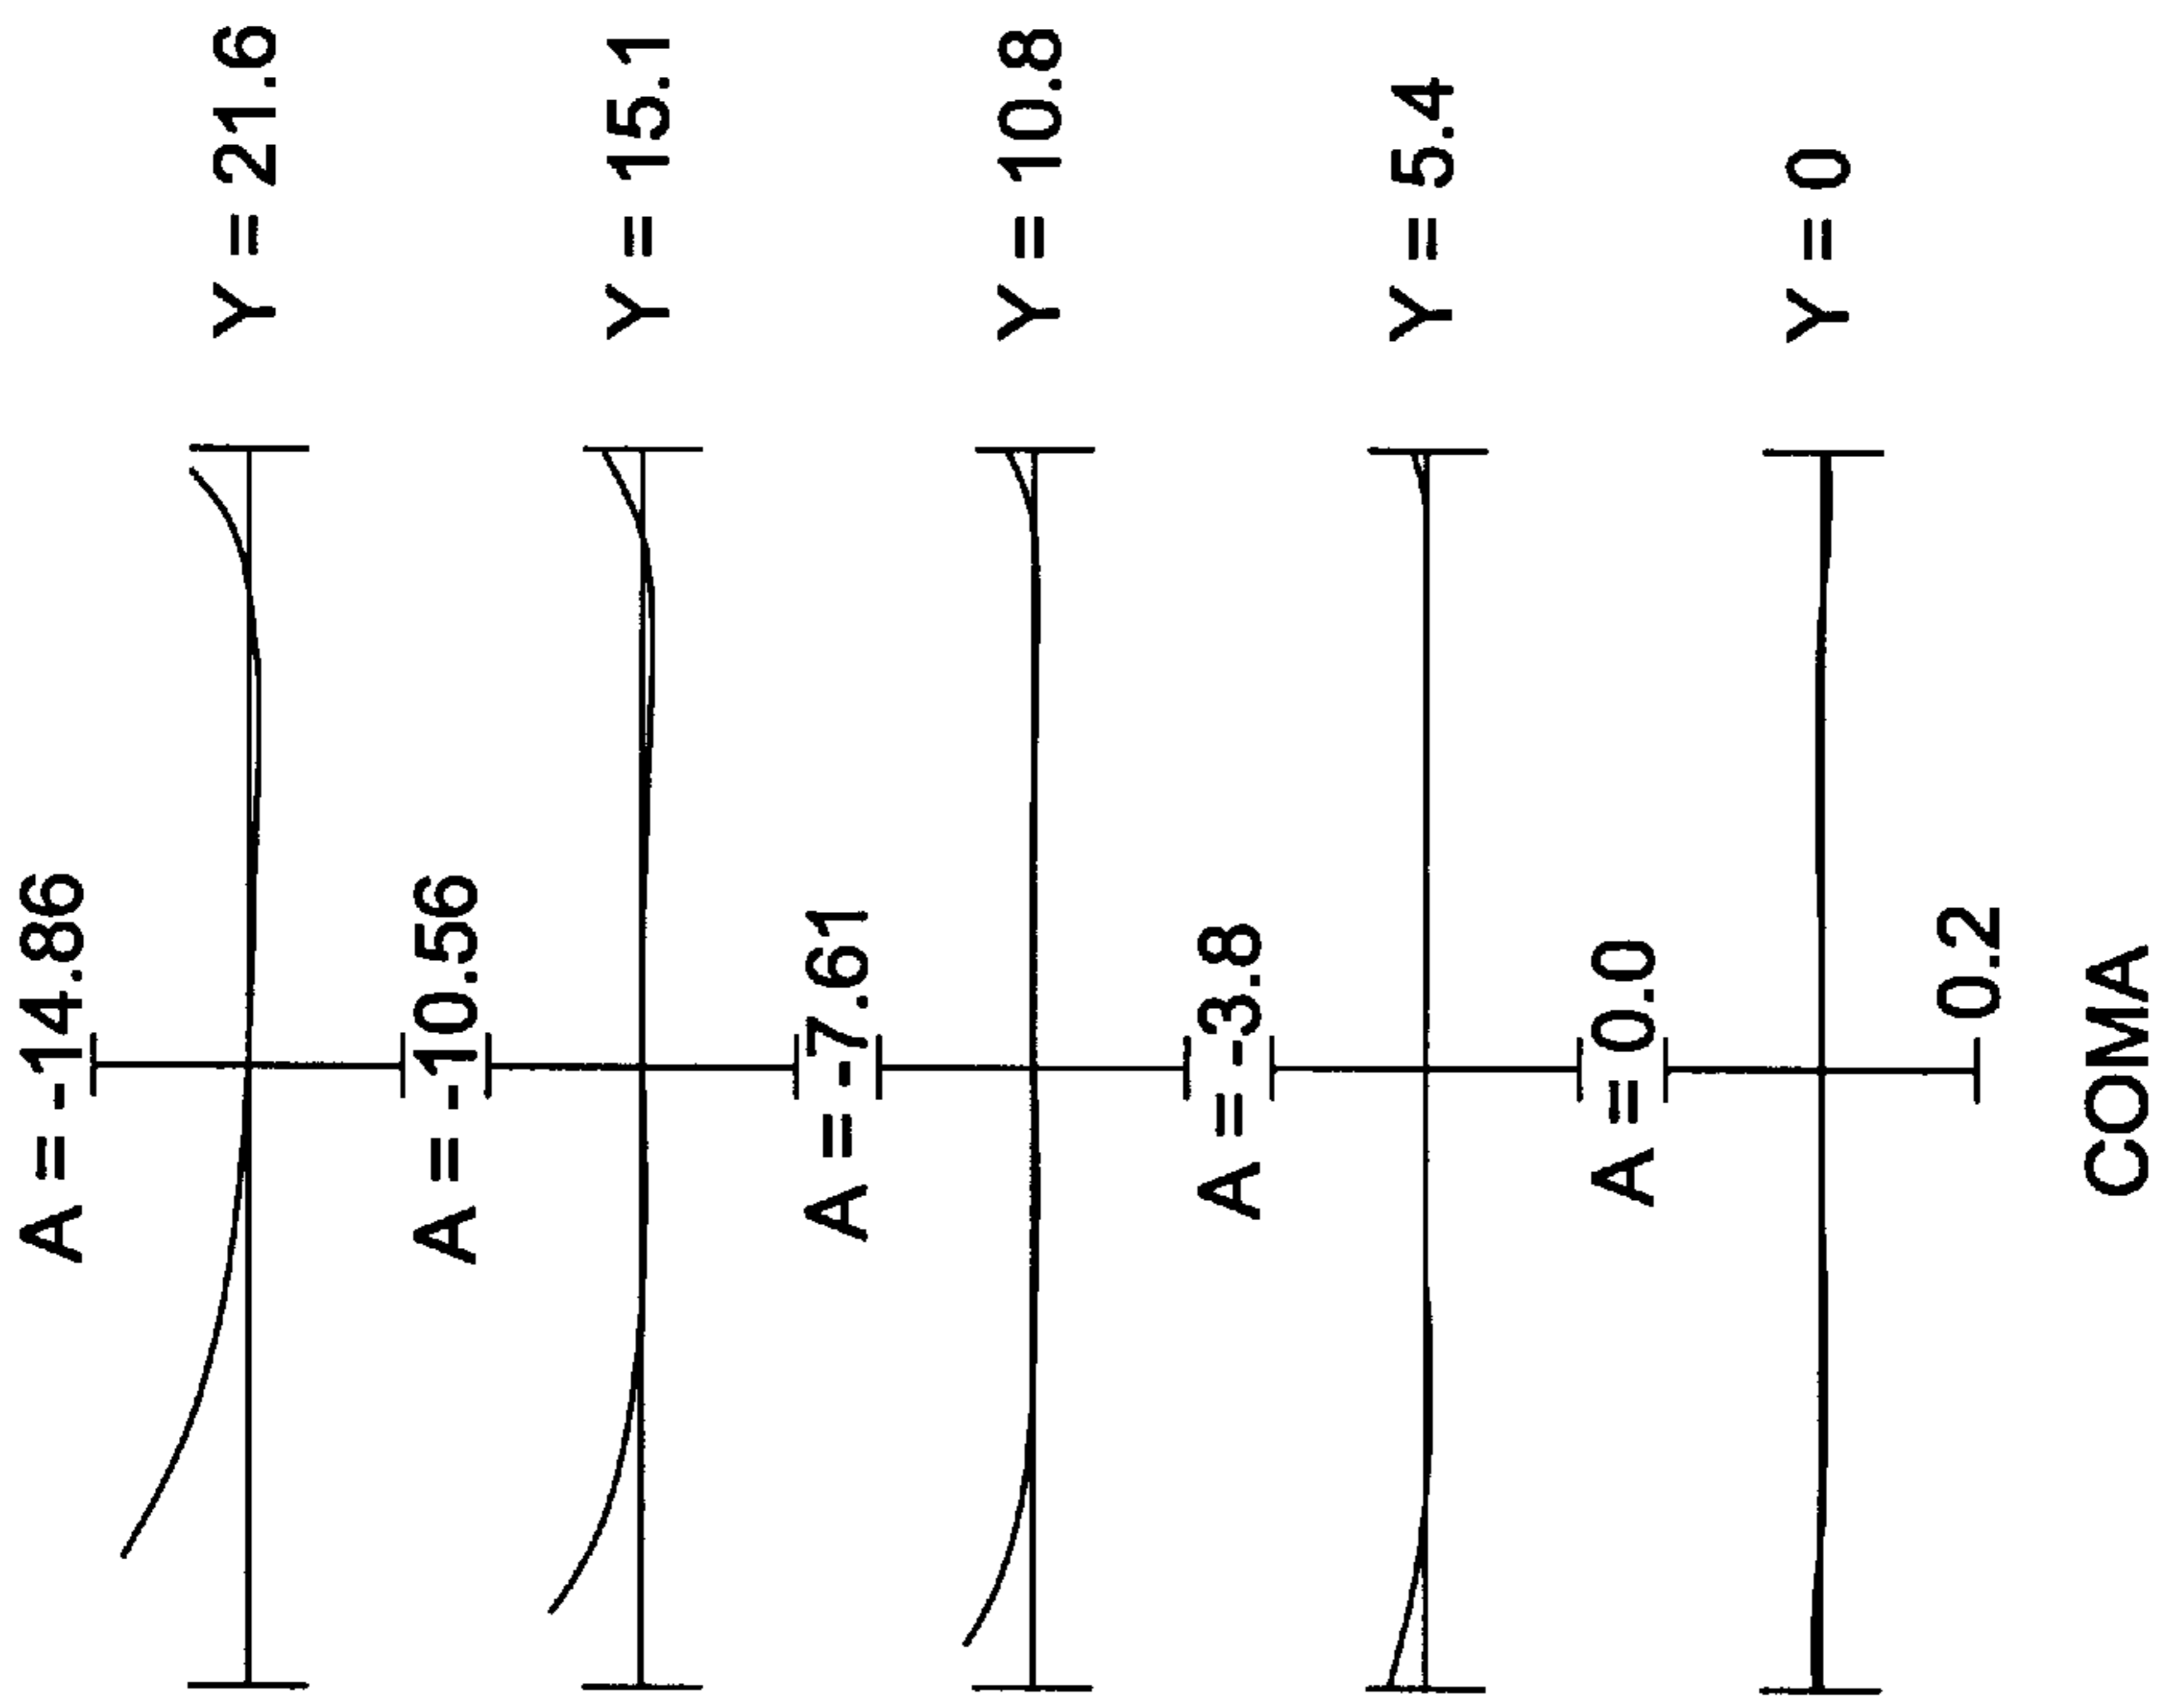 A = -14.86
Y = 21.6
A = -10.56
Y = 15.1
A = -7.61
Y = 10.8
A = -3.8
Y = 5.4
A = 0.0
Y = 0
0.2
COMA